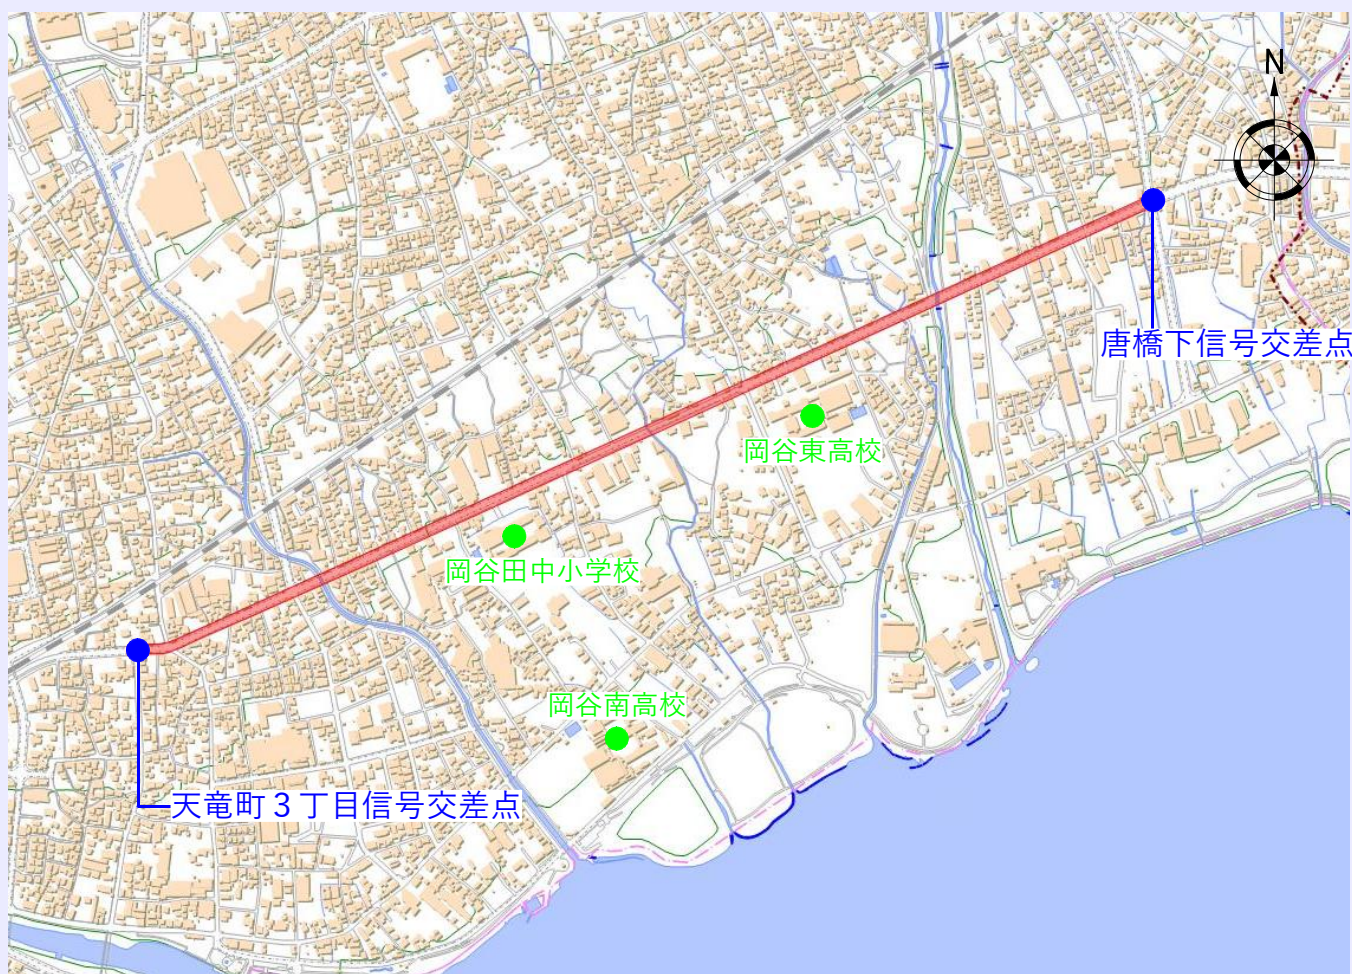 N
唐橋下信号交差点
岡谷東高校
岡谷田中小学校
岡谷南高校
天竜町３丁目信号交差点